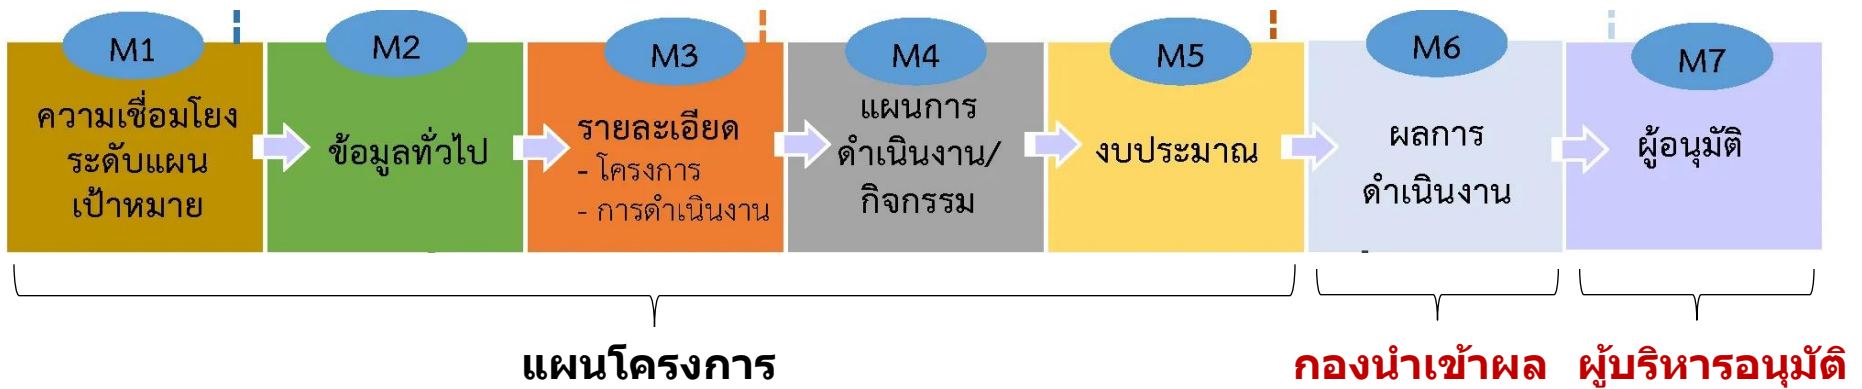 M1
ความเชื่อมโยง
ระดับแผน
เป้าหมาย
M2
ข้อมูลทั่วไป
M3
รายละเอียด
- โครงการ
- การดำเนินงาน
M4
แผนการ
ดำเนินงาน/
กิจกรรม
M5
งบประมาณ
M6
ผลการ
ดำเนินงาน
M7
ผู้อนุมัติ
แผนโครงการ
กองนำเข้าผล
ผู้บริหารอนุมัติ